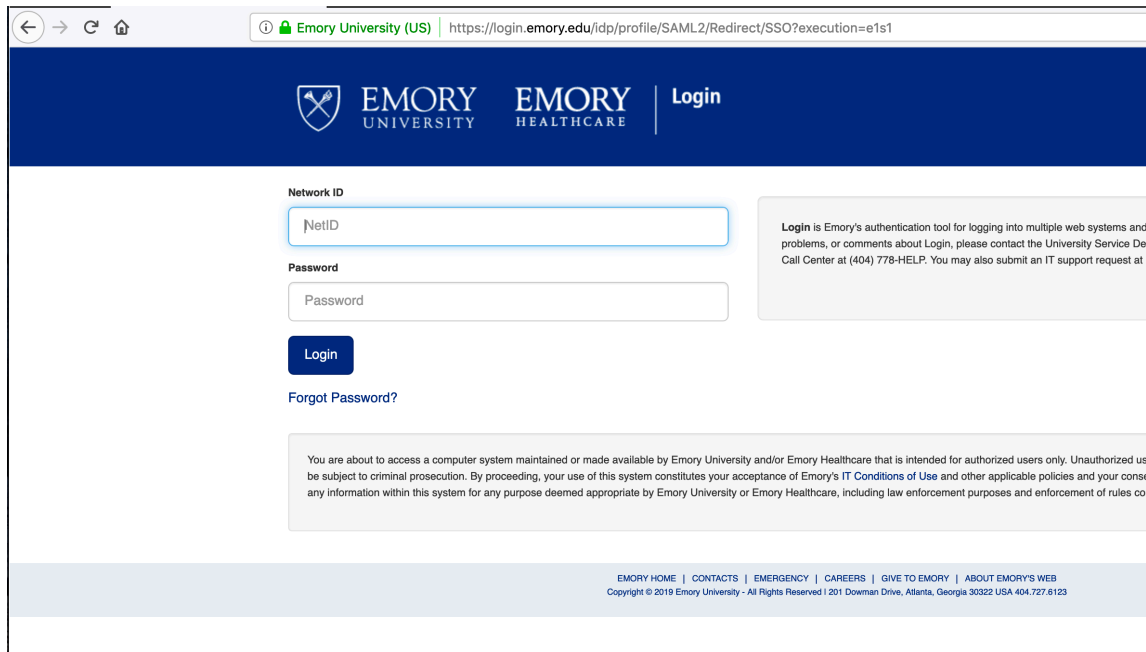 Emory University (US) https://login.emory.edu/idp/profile/SAML2/Redirect/SSO?execution=e1s1
EMORY UNIVERSITY
EMORY HEALTHCARE
Login
Network ID
NetID
Password
Password
Login
Forgot Password?
Login is Emory's authentication tool for logging into multiple web systems and
problems, or comments about Login, please contact the University Service De
Call Center at (404) 778-HELP. You may also submit an IT support request at
You are about to access a computer system maintained or made available by Emory University and/or Emory Healthcare that is intended for authorized users only. Unauthorized us
be subject to criminal prosecution. By proceeding, your use of this system constitutes your acceptance of Emory's IT Conditions of Use and other applicable policies and your conse
any information within this system for any purpose deemed appropriate by Emory University or Emory Healthcare, including law enforcement purposes and enforcement of rules co
EMORY HOME | CONTACTS | EMERGENCY | CAREERS | GIVE TO EMORY | ABOUT EMORY'S WEB
Copyright © 2019 Emory University - All Rights Reserved | 201 Dowman Drive, Atlanta, Georgia 30322 USA 404.727.6123